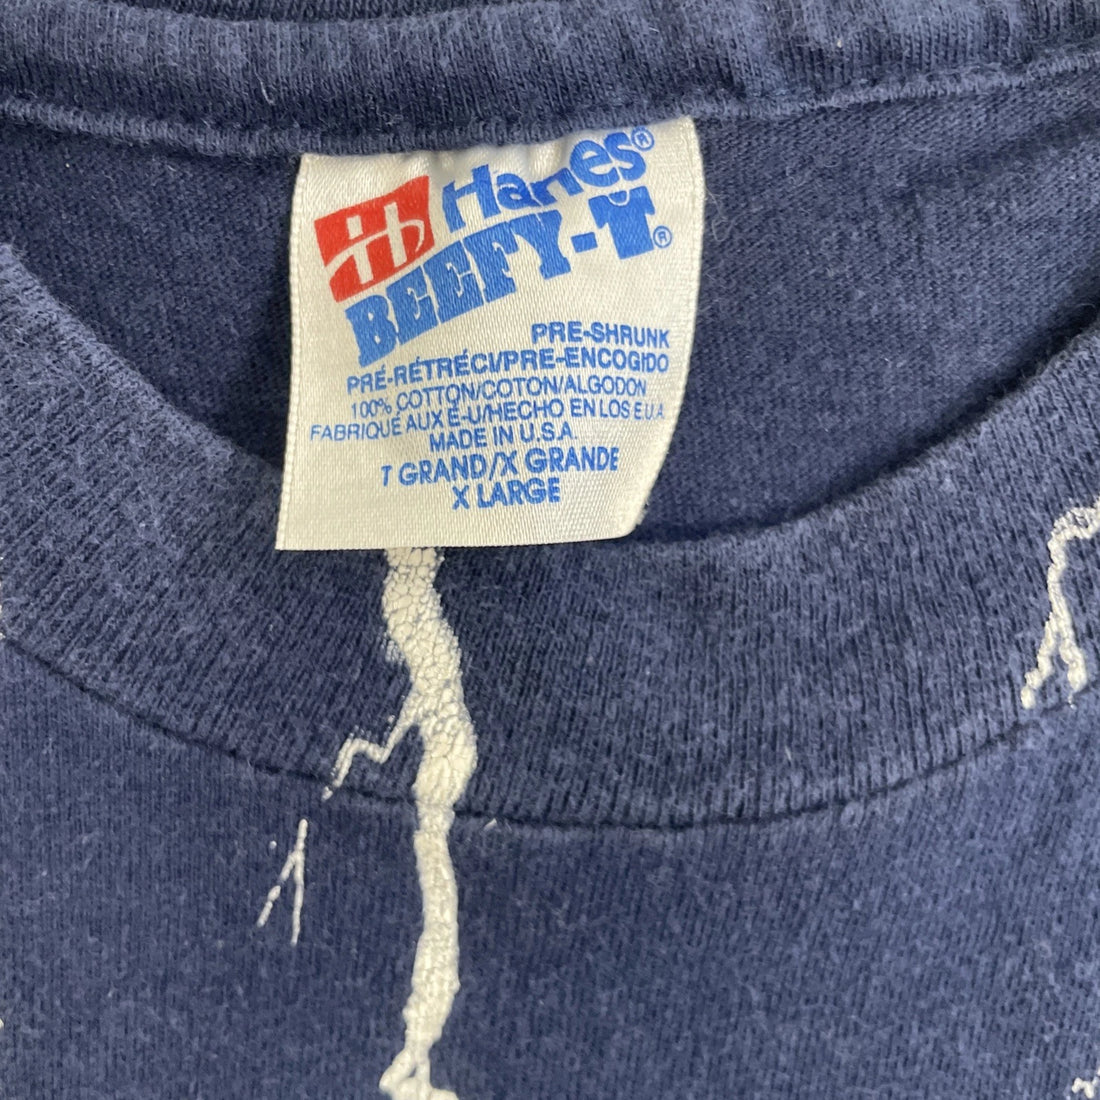 Hanes®
BEEFY-T®
PRE-SHRUNK
PRÉ-RÉTRÉCI/PRE-ENCOGIDO
100% COTTON/COTON/ALGODON
FABRIQUÉ AUX É-U/HECHO EN LOS E.U.A.
MADE IN U.S.A.
T GRAND/X GRANDE
X LARGE